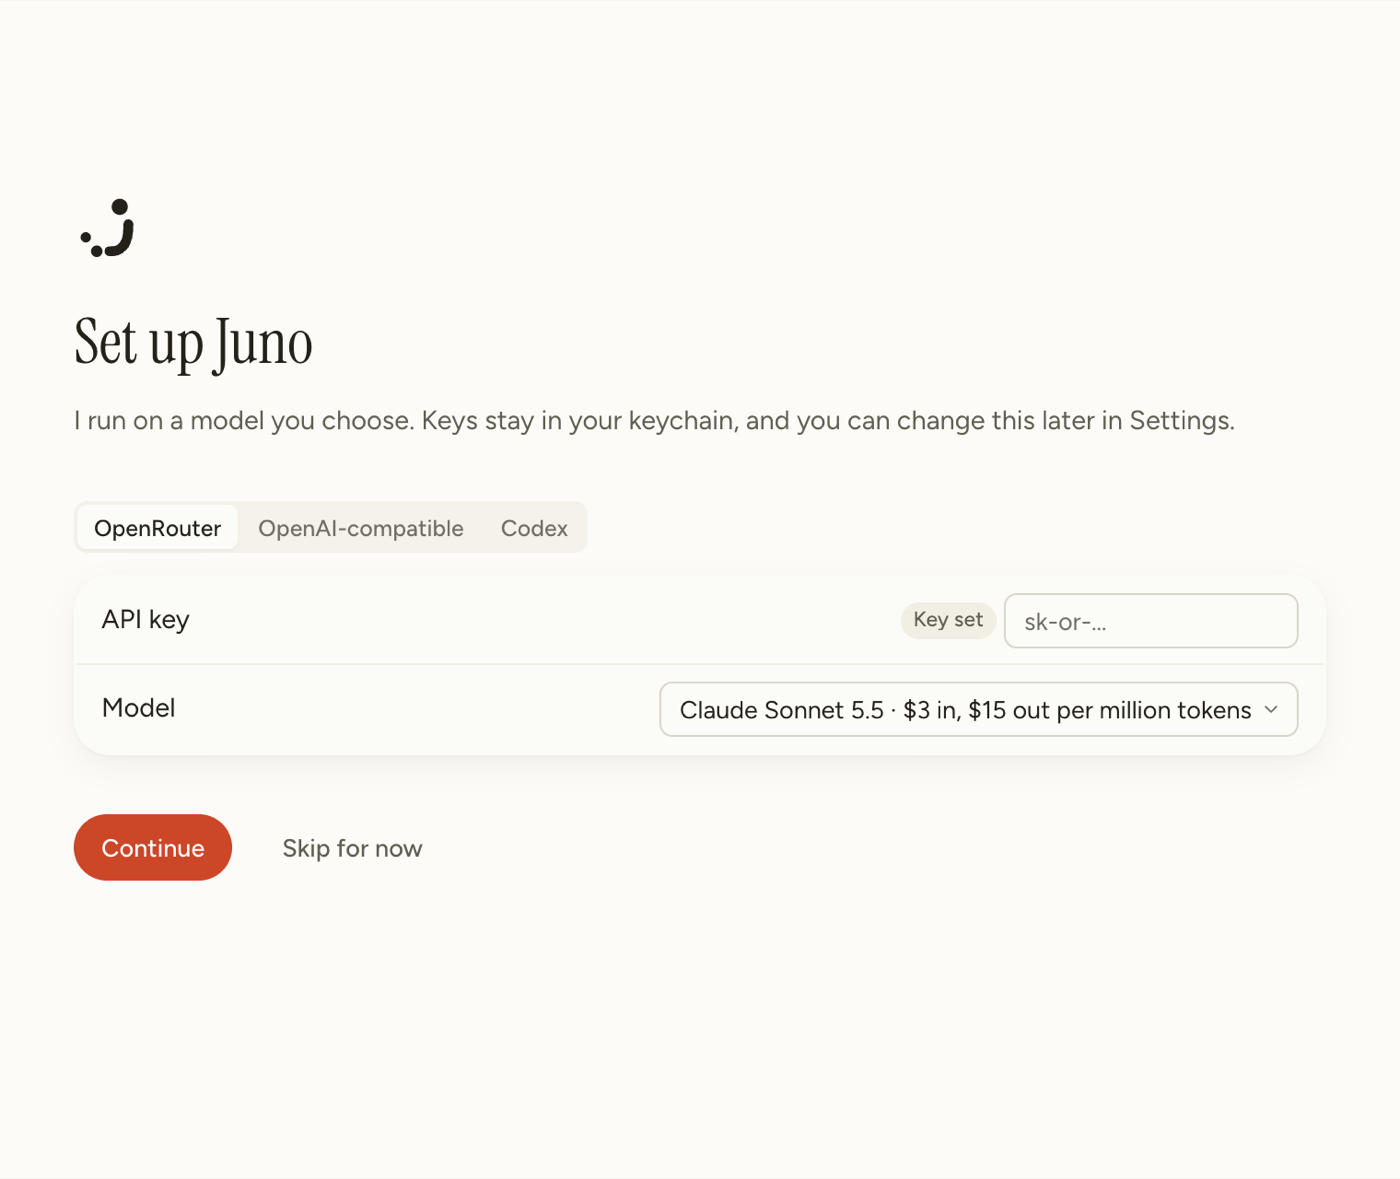 Set up Juno
I run on a model you choose. Keys stay in your keychain, and you can change this later in Settings.
OpenRouter OpenAI-compatible Codex
API key Key set sk-or-...
Model Claude Sonnet 5.5 · $3 in, $15 out per million tokens
Continue Skip for now